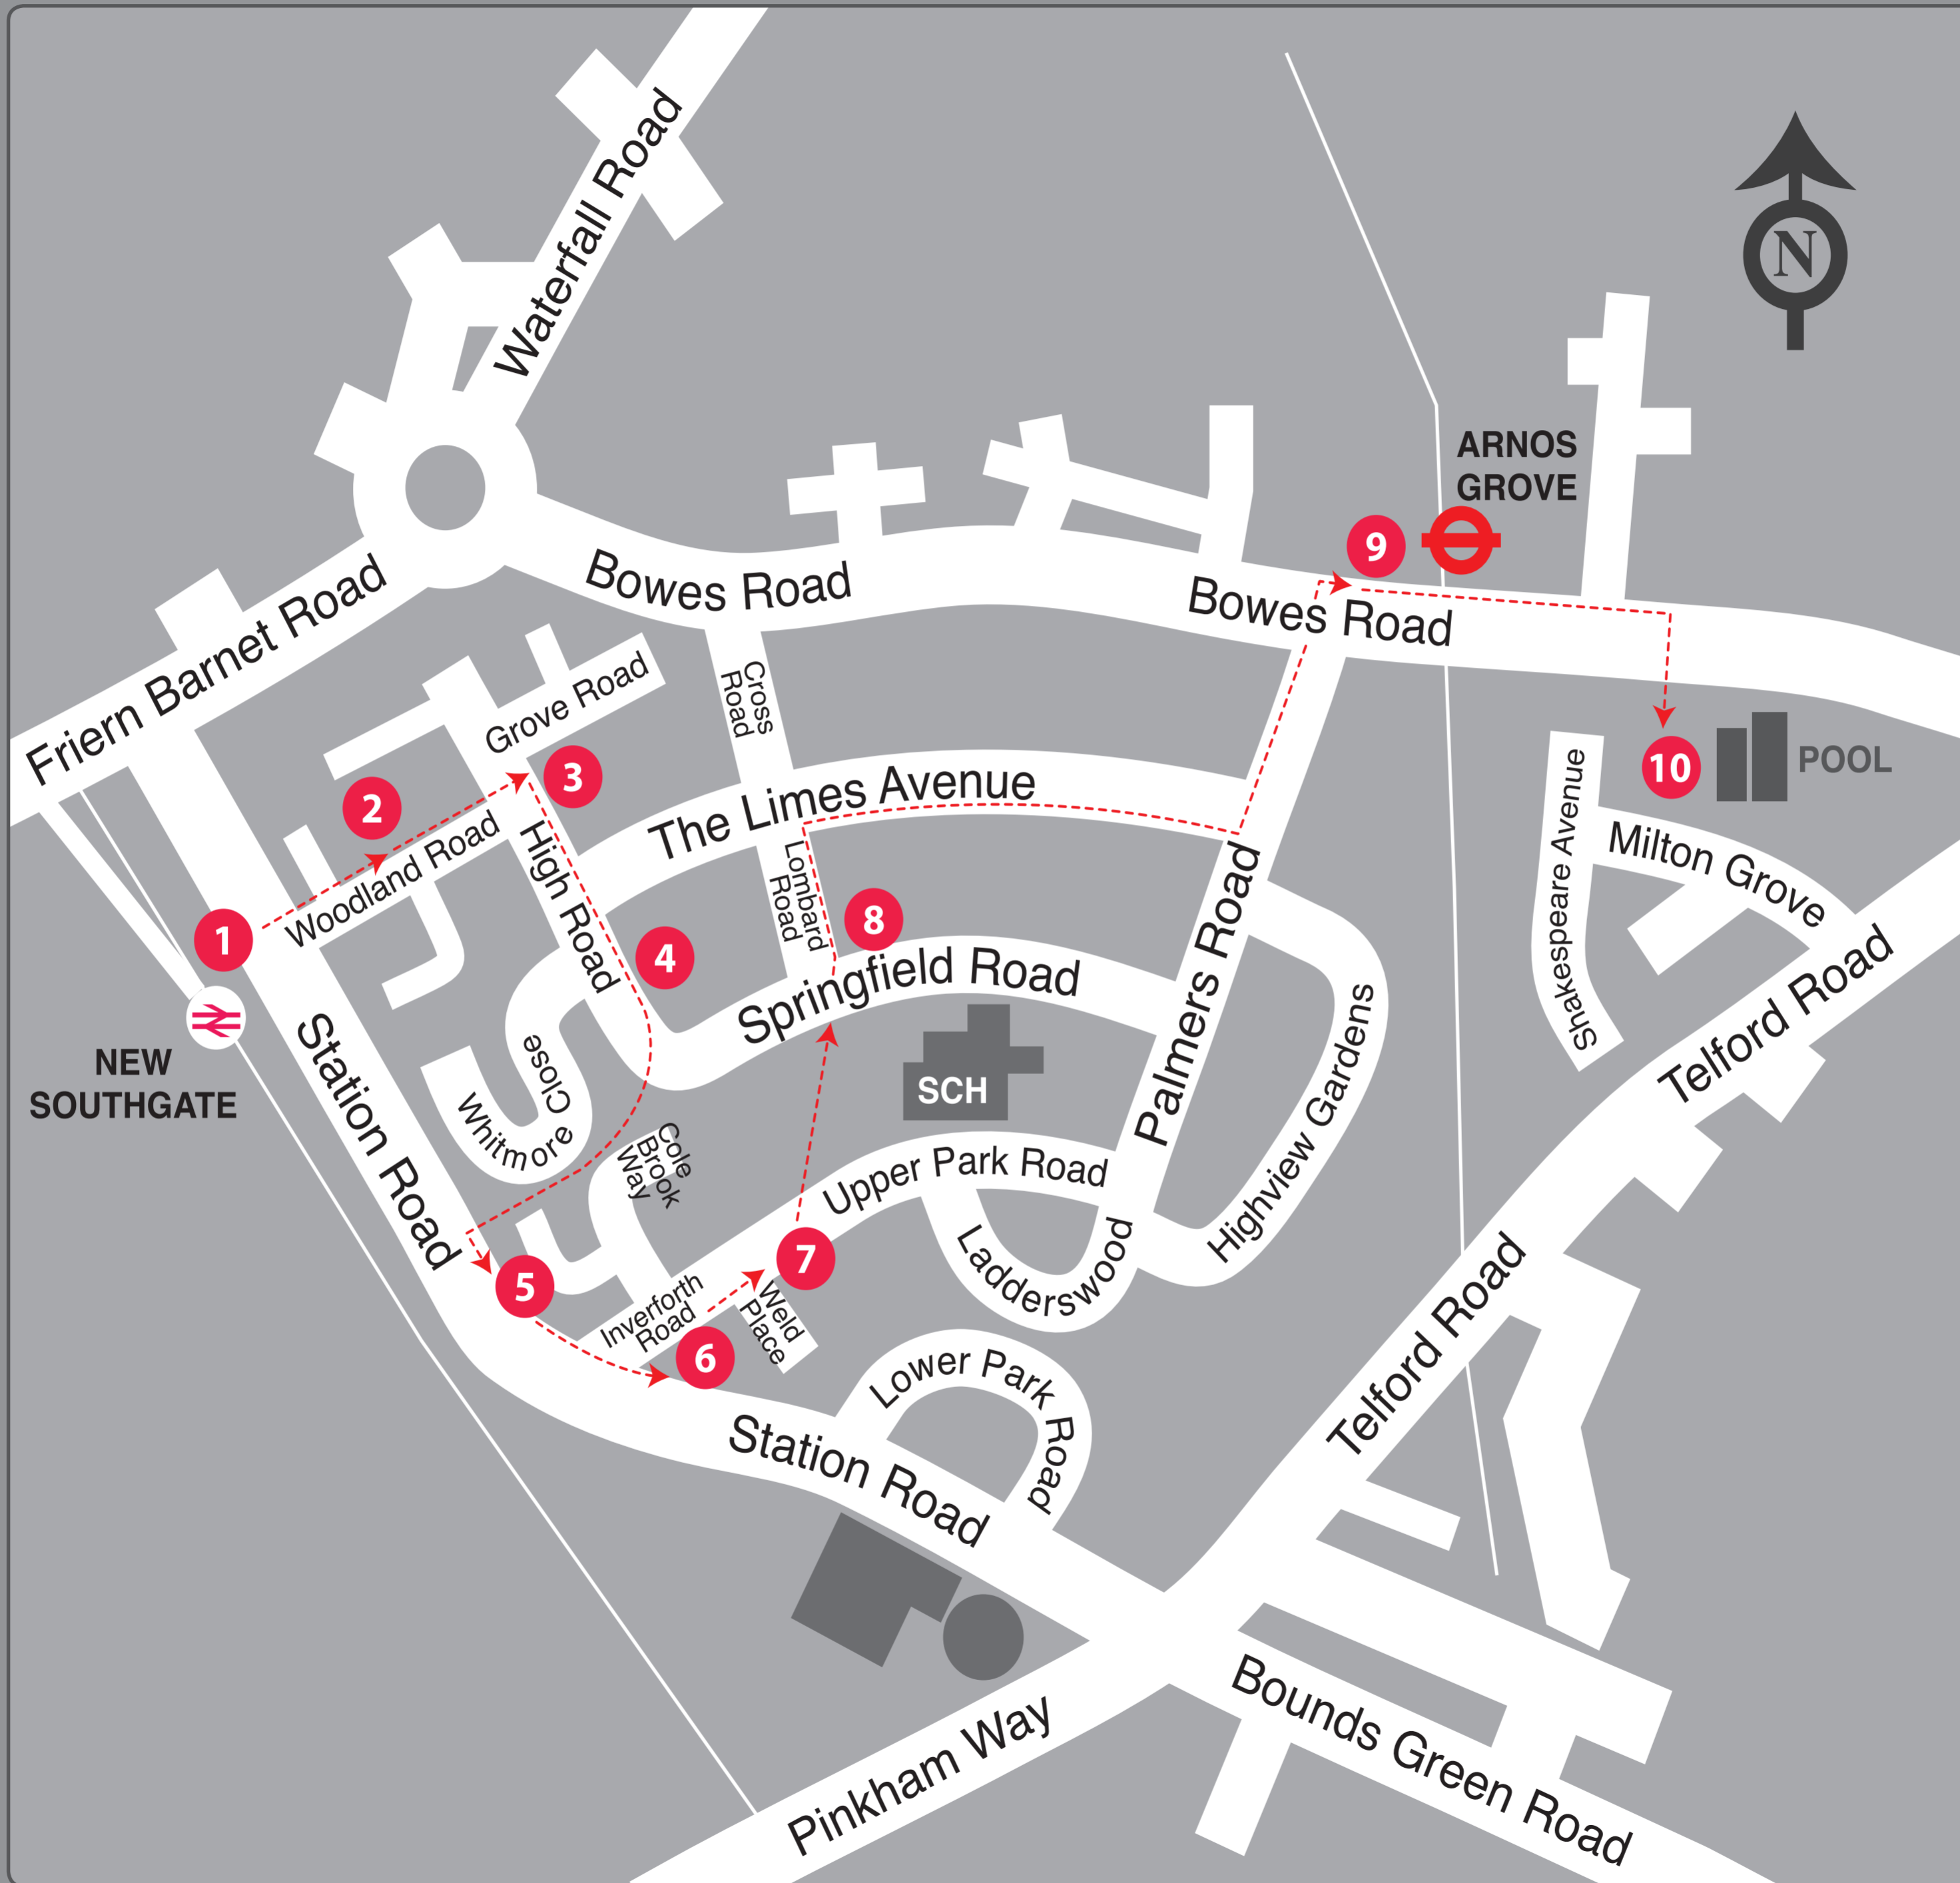 Waterfall Road
N
ARNOS
GROVE
9
Bowes Road
Bowes Road
Friern Barnet Road
Grove Road
Cross
Road
2
3
10
POOL
The Limes Avenue
Shakespeare Avenue
Milton Grove
Woodland Road
High Road
Lombard
Road
8
1
4
Springfield Road
Palmers Road
Telford Road
NEW
SOUTHGATE
Station Road
Whitmore Close
SCH
Highview Gardens
Cole
Brook
Way
Upper Park Road
5
7
Ladderswood
Inverforth
Road
Weld
Place
6
Telford Road
Lower Park Road
Station Road
Bounds Green Road
Pinkham Way